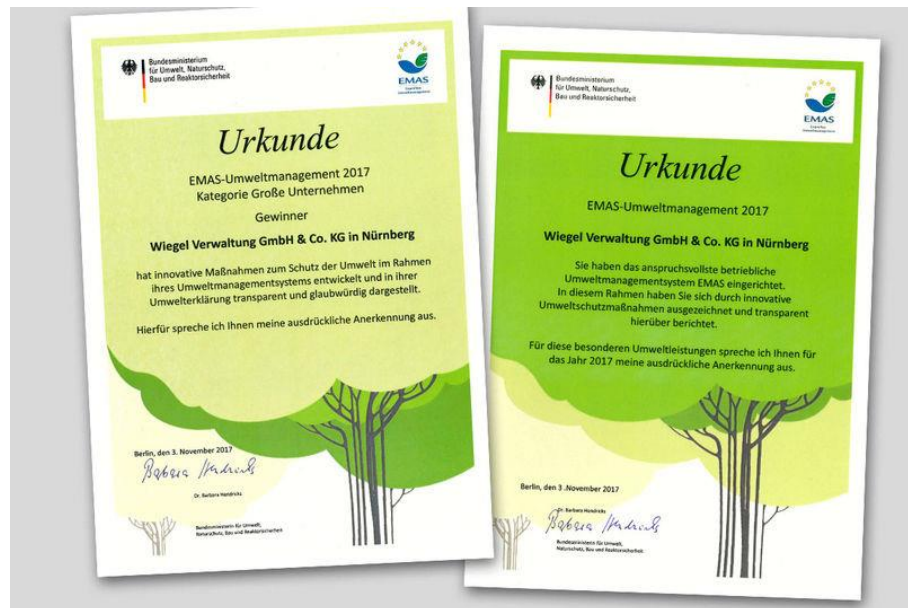 Bundesministerium
für Umwelt, Naturschutz,
Bau und Reaktorsicherheit
EMAS
Urkunde
EMAS-Umweltmanagement 2017
Kategorie Große Unternehmen
Gewinner
Wiegel Verwaltung GmbH & Co. KG in Nürnberg
hat innovative Maßnahmen zum Schutz der Umwelt im Rahmen
ihres Umweltmanagementsystems entwickelt und in ihrer
Umwelterklärung transparent und glaubwürdig dargestellt.
Hierfür spreche ich Ihnen meine ausdrückliche Anerkennung aus.
Berlin, den 3. November 2017
Barbara Hendricks
Dr. Barbara Hendricks
Bundesministerin für Umwelt,
Naturschutz, Bau und Reaktorsicherheit
Bundesministerium
für Umwelt, Naturschutz,
Bau und Reaktorsicherheit
EMAS
Urkunde
EMAS-Umweltmanagement 2017
Wiegel Verwaltung GmbH & Co. KG in Nürnberg
Sie haben das anspruchsvollste betriebliche
Umweltmanagementsystem EMAS eingerichtet.
In diesem Rahmen haben Sie sich durch innovative
Umweltschutzmaßnahmen ausgezeichnet und transparent
hierüber berichtet.
Für diese besonderen Umweltleistungen spreche ich Ihnen für
das Jahr 2017 meine ausdrückliche Anerkennung aus.
Berlin, den 3 .November 2017
Dr. Barbara Hendricks
Barbara Hendricks
Bundesministerin für Umwelt,
Naturschutz, Bau und Reaktorsicherheit